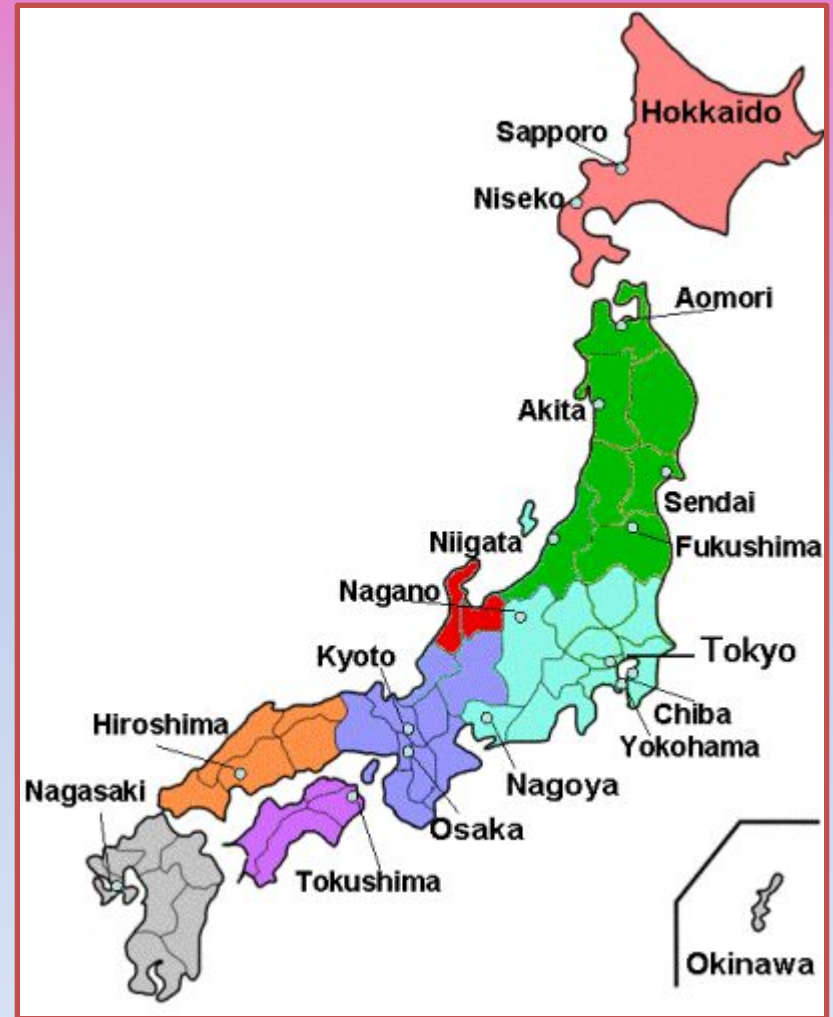 Hokkaido
Sapporo
Niseko
Aomori
Akita
Sendai
Niigata
Fukushima
Nagano
Kyoto
Tokyo
Chiba
Yokohama
Hiroshima
Nagoya
Nagasaki
Osaka
Tokushima
Okinawa